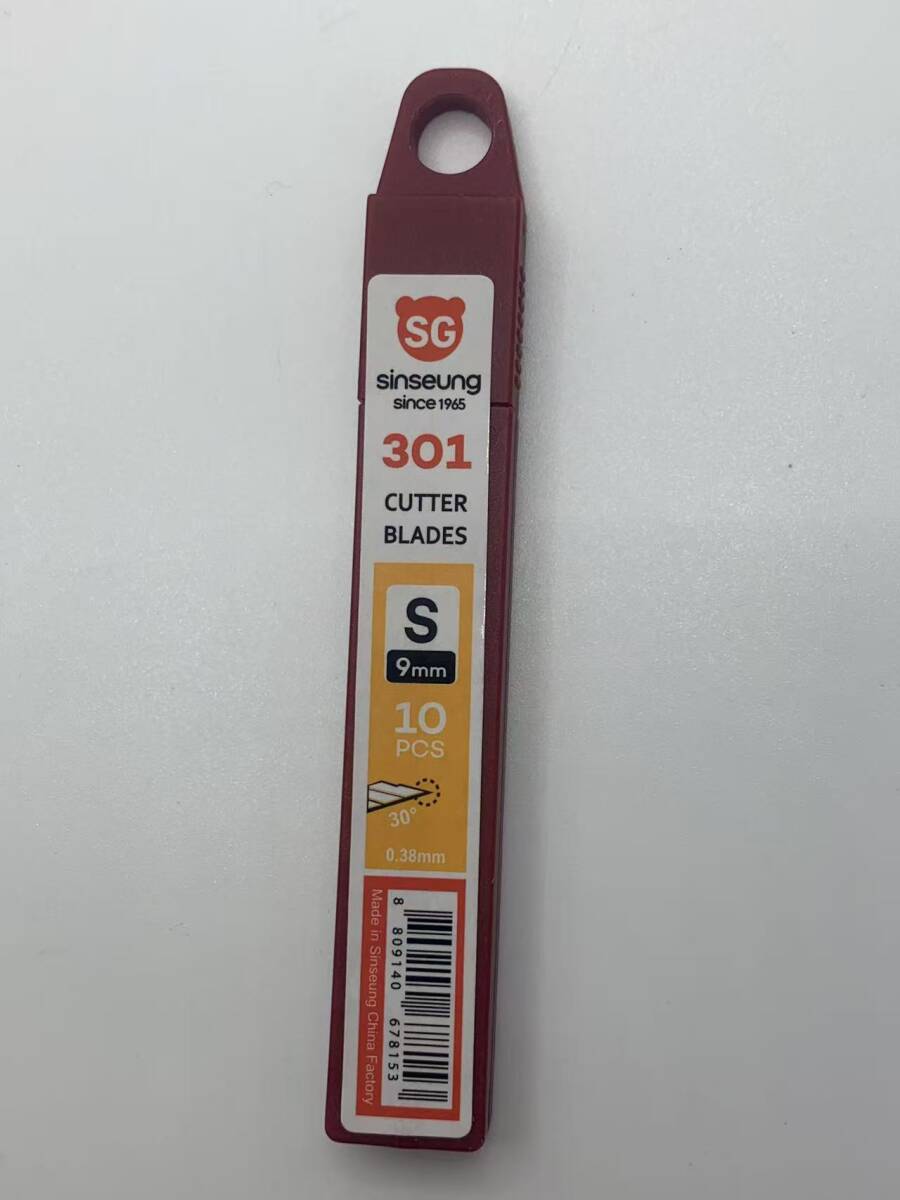 SG
sinseung
since 1965
301
CUTTER
BLADES
S
9mm
10
PCS
30°
0.38mm
8 809140 678153
Made in Sinseung China Factory